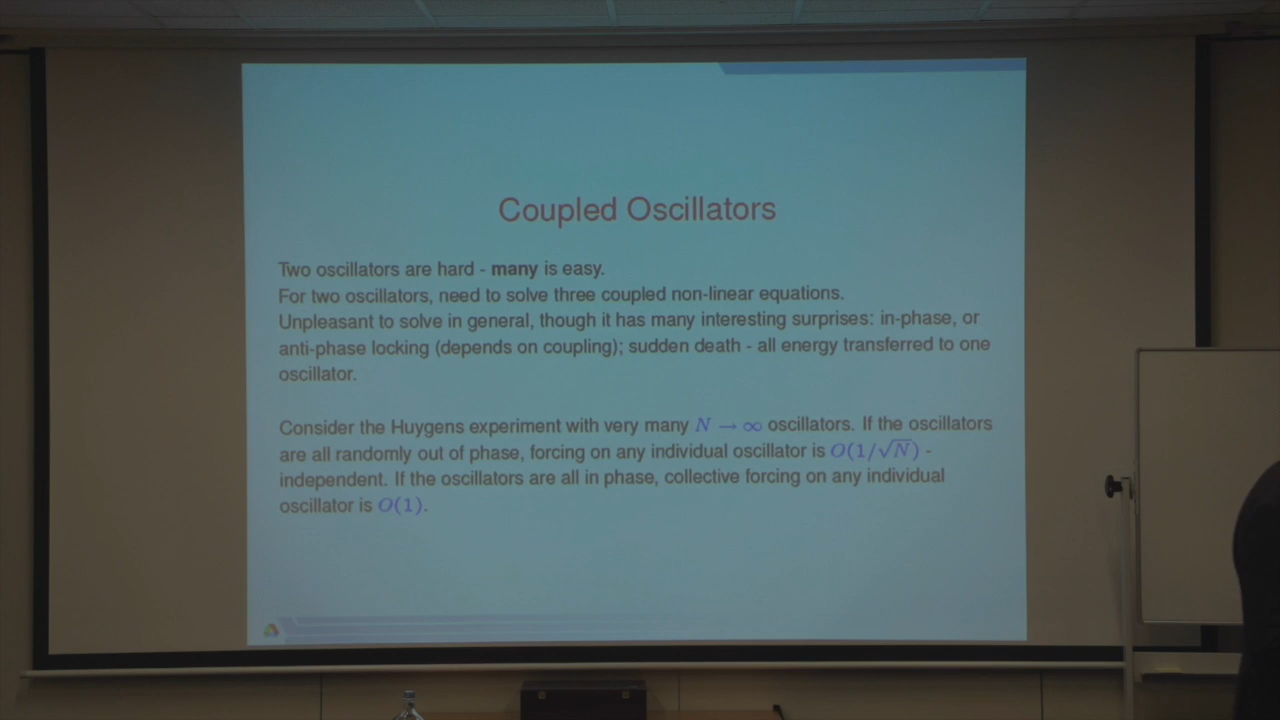 Coupled Oscillators
Two oscillators are hard - many is easy.
For two oscillators, need to solve three coupled non-linear equations.
Unpleasant to solve in general, though it has many interesting surprises: in-phase, or
anti-phase locking (depends on coupling); sudden death - all energy transferred to one
oscillator.
Consider the Huygens experiment with very many N → ∞ oscillators. If the oscillators
are all randomly out of phase, forcing on any individual oscillator is O(1/√N) -
independent. If the oscillators are all in phase, collective forcing on any individual
oscillator is O(1).